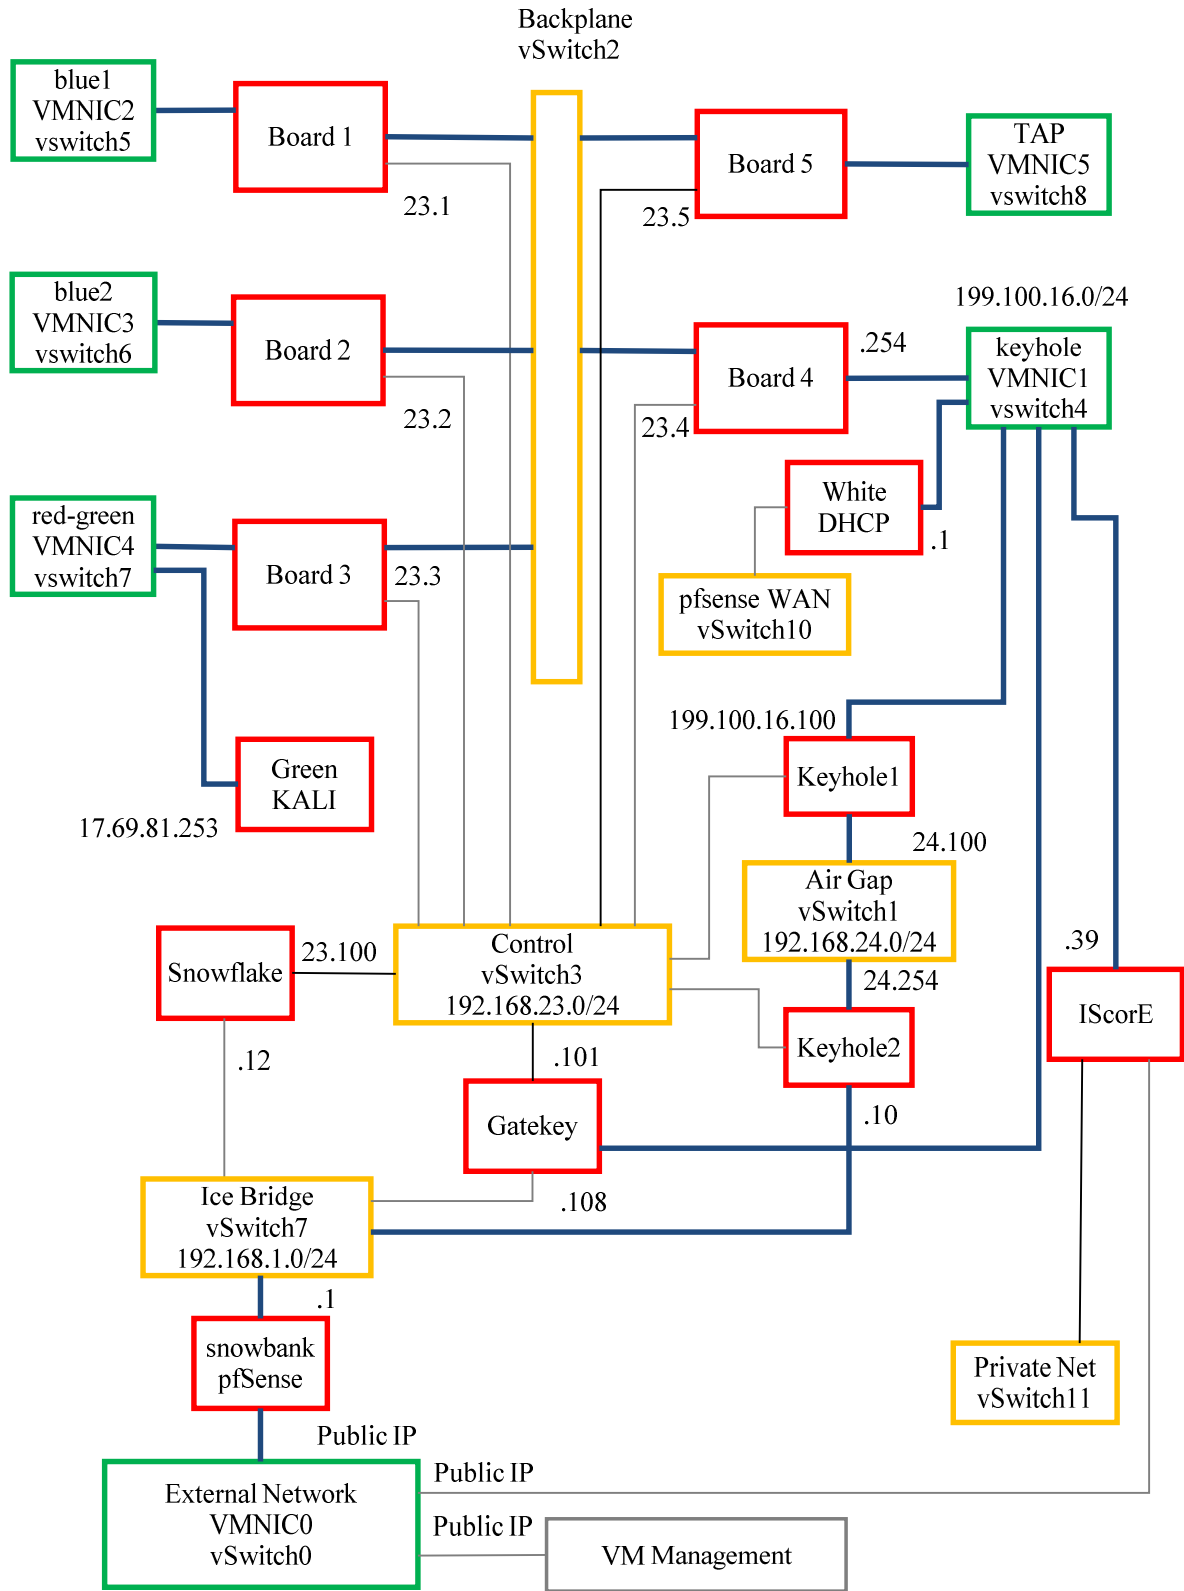 Backplane
vSwitch2
blue1
VMNIC2
vswitch5
Board 1
23.1
Board 5
23.5
TAP
VMNIC5
vswitch8
blue2
VMNIC3
vswitch6
Board 2
23.2
Board 4
.254
23.4
199.100.16.0/24
keyhole
VMNIC1
vswitch4
White
DHCP
.1
pfsense WAN
vSwitch10
red-green
VMNIC4
vswitch7
Board 3
23.3
Green
KALI
17.69.81.253
199.100.16.100
Keyhole1
24.100
Air Gap
vSwitch1
192.168.24.0/24
24.254
Snowflake
23.100
Control
vSwitch3
192.168.23.0/24
Keyhole2
.39
IScorE
.12
.101
Gatekey
.10
.108
Ice Bridge
vSwitch7
192.168.1.0/24
.1
snowbank
pfSense
Private Net
vSwitch11
Public IP
Public IP
External Network
VMNIC0
vSwitch0
Public IP
VM Management